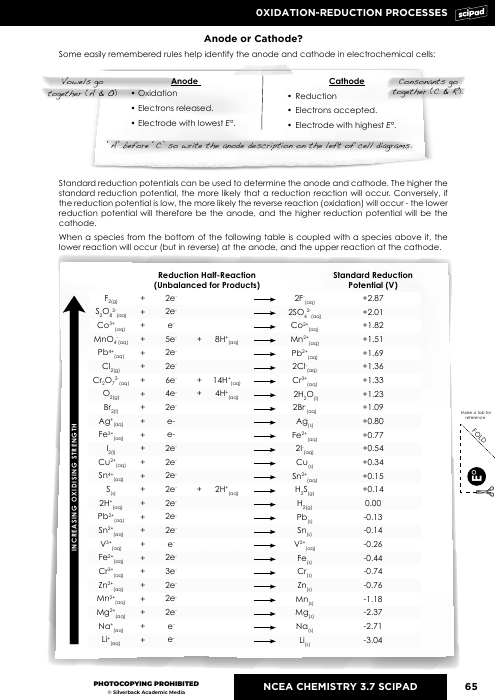 OXIDATION-REDUCTION PROCESSES scipad
Anode or Cathode?
Some easily remembered rules help identify the anode and cathode in electrochemical cells:
Vowels go
together (A & O)
Anode
• Oxidation
• Electrons released.
• Electrode with lowest E°.
Cathode
• Reduction
• Electrons accepted.
• Electrode with highest E°.
Consonants go
together (C & R).
'A' before 'C' so write the anode description on the left of cell diagrams.
Standard reduction potentials can be used to determine the anode and cathode. The higher the
standard reduction potential, the more likely that a reduction reaction will occur. Conversely, if
the reduction potential is low, the more likely the reverse reaction (oxidation) will occur - the lower
reduction potential will therefore be the anode, and the higher reduction potential will be the
cathode.
When a species from the bottom of the following table is coupled with a species above it, the
lower reaction will occur (but in reverse) at the anode, and the upper reaction at the cathode.
Reduction Half-Reaction
(Unbalanced for Products)
Standard Reduction
Potential (V)
INCREASING OXIDISING STRENGTH
F₂(g) + 2e⁻ → 2F⁻(aq) +2.87
S₂O₈²⁻(aq) + 2e⁻ → 2SO₄²⁻(aq) +2.01
Co³⁺(aq) + e⁻ → Co²⁺(aq) +1.82
MnO₄⁻(aq) + 5e⁻ + 8H⁺(aq) → Mn²⁺(aq) +1.51
Pb⁴⁺(aq) + 2e⁻ → Pb²⁺(aq) +1.69
Cl₂(g) + 2e⁻ → 2Cl⁻(aq) +1.36
Cr₂O₇²⁻(aq) + 6e⁻ + 14H⁺(aq) → Cr³⁺(aq) +1.33
O₂(g) + 4e⁻ + 4H⁺(aq) → 2H₂O(l) +1.23
Br₂(l) + 2e⁻ → 2Br⁻(aq) +1.09
Ag⁺(aq) + e- → Ag(s) +0.80
Fe³⁺(aq) + e- → Fe²⁺(aq) +0.77
I₂(l) + 2e⁻ → 2I⁻(aq) +0.54
Cu²⁺(aq) + 2e⁻ → Cu(s) +0.34
Sn⁴⁺(aq) + 2e⁻ → Sn²⁺(aq) +0.15
S(s) + 2e⁻ + 2H⁺(aq) → H₂S(g) +0.14
2H⁺(aq) + 2e⁻ → H₂(g) 0.00
Pb²⁺(aq) + 2e⁻ → Pb(s) -0.13
Sn²⁺(aq) + 2e⁻ → Sn(s) -0.14
V³⁺(aq) + e⁻ → V²⁺(aq) -0.26
Fe²⁺(aq) + 2e⁻ → Fe(s) -0.44
Cr³⁺(aq) + 3e⁻ → Cr(s) -0.74
Zn²⁺(aq) + 2e⁻ → Zn(s) -0.76
Mn²⁺(aq) + 2e⁻ → Mn(s) -1.18
Mg²⁺(aq) + 2e⁻ → Mg(s) -2.37
Na⁺(aq) + e⁻ → Na(s) -2.71
Li⁺(aq) + e⁻ → Li(s) -3.04
Make a tab for
reference.
FOLD
E°
PHOTOCOPYING PROHIBITED
© Silverback Academic Media
NCEA CHEMISTRY 3.7 SCIPAD
65